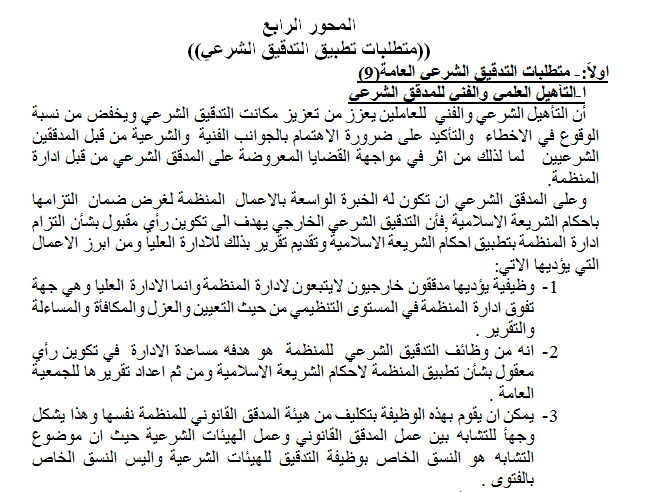 المحور الرابع
((متطلبات تطبيق التدقيق الشرعي))
اولاً:- متطلبات التدقيق الشرعي العامة(9)
ا-التأهيل العلمي والفني للمدقق الشرعي
أن التأهيل الشرعي والفني للعاملين يعزز من تعزيز مكانت التدقيق الشرعي ويخفض من نسبة
الوقوع في الاخطاء والتأكيد على ضرورة الاهتمام بالجوانب الفنية والشرعية من قبل المدققين
الشرعيين لما لذلك من اثر في مواجهة القضايا المعروضة على المدقق الشرعي من قبل ادارة
المنظمة.
وعلى المدقق الشرعي ان تكون له الخبرة الواسعة بالاعمال المنظمة لغرض ضمان التزامها
باحكام الشريعة الاسلامية ,فأن التدقيق الشرعي الخارجي يهدف الى تكوين رأي مقبول بشأن التزام
ادارة المنظمة بتطبيق احكام الشريعة الاسلامية وتقديم تقرير بذلك للادارة العليا ومن ابرز الاعمال
التي يؤديها الاتي:
1- وظيفية يؤديها مدققون خارجيون لايتبعون لادارة المنظمة وانما الادارة العليا وهي جهة
تفوق ادارة المنظمة في المستوى التنظيمي من حيث التعيين والعزل والمكافأة والمساءلة
والتقرير .
2- انه من وظائف التدقيق الشرعي للمنظمة هو هدفه مساعدة الادارة في تكوين رأي
معقول بشأن تطبيق المنظمة لاحكام الشريعة الاسلامية ومن ثم اعداد تقريرها للجمعية
العامة .
3- يمكن ان يقوم بهذه الوظيفة بتكليف من هيئة المدقق القانوني للمنظمة نفسها وهذا يشكل
وجهاً للتشابه بين عمل المدقق القانوني وعمل الهيئات الشرعية حيث ان موضوع
التشابه هو النسق الخاص بوظيفة التدقيق للهيئات الشرعية واليس النسق الخاص
بالفتوى .